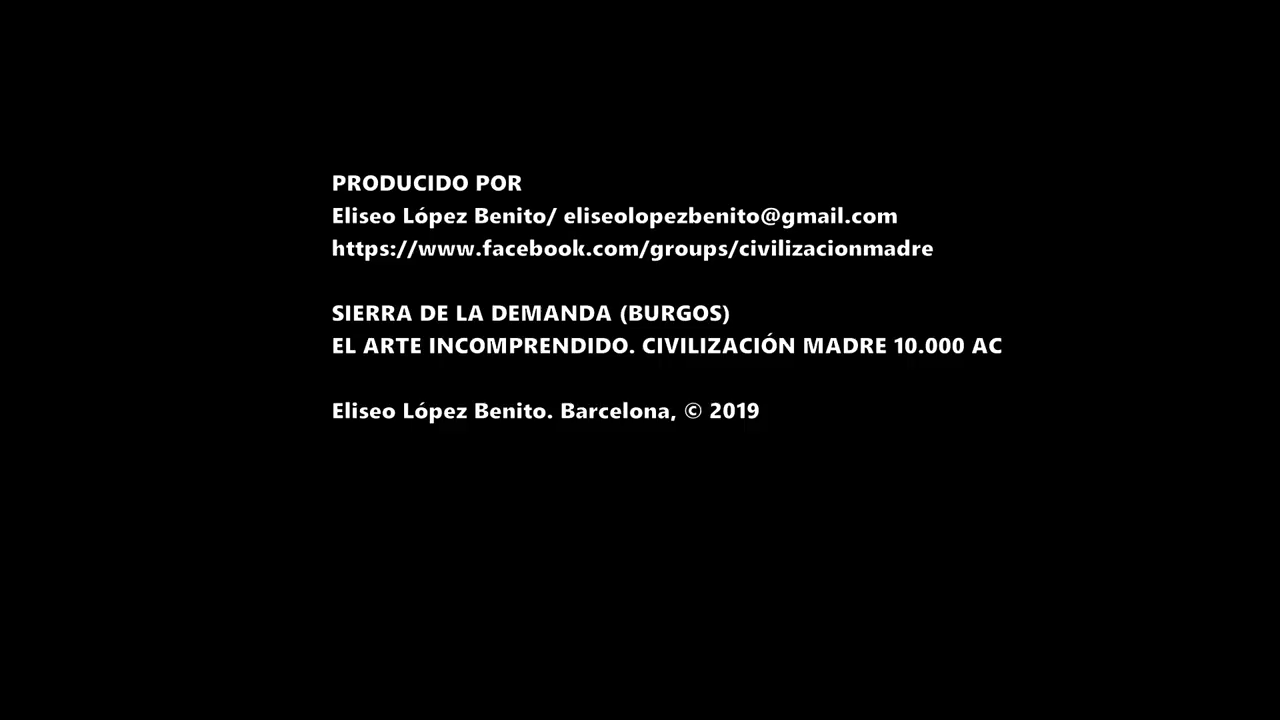 PRODUCIDO POR
Eliseo López Benito/ eliseolopezbenito@gmail.com
https://www.facebook.com/groups/civilizacionmadre
SIERRA DE LA DEMANDA (BURGOS)
EL ARTE INCOMPRENDIDO. CIVILIZACIÓN MADRE 10.000 AC
Eliseo López Benito. Barcelona, © 2019